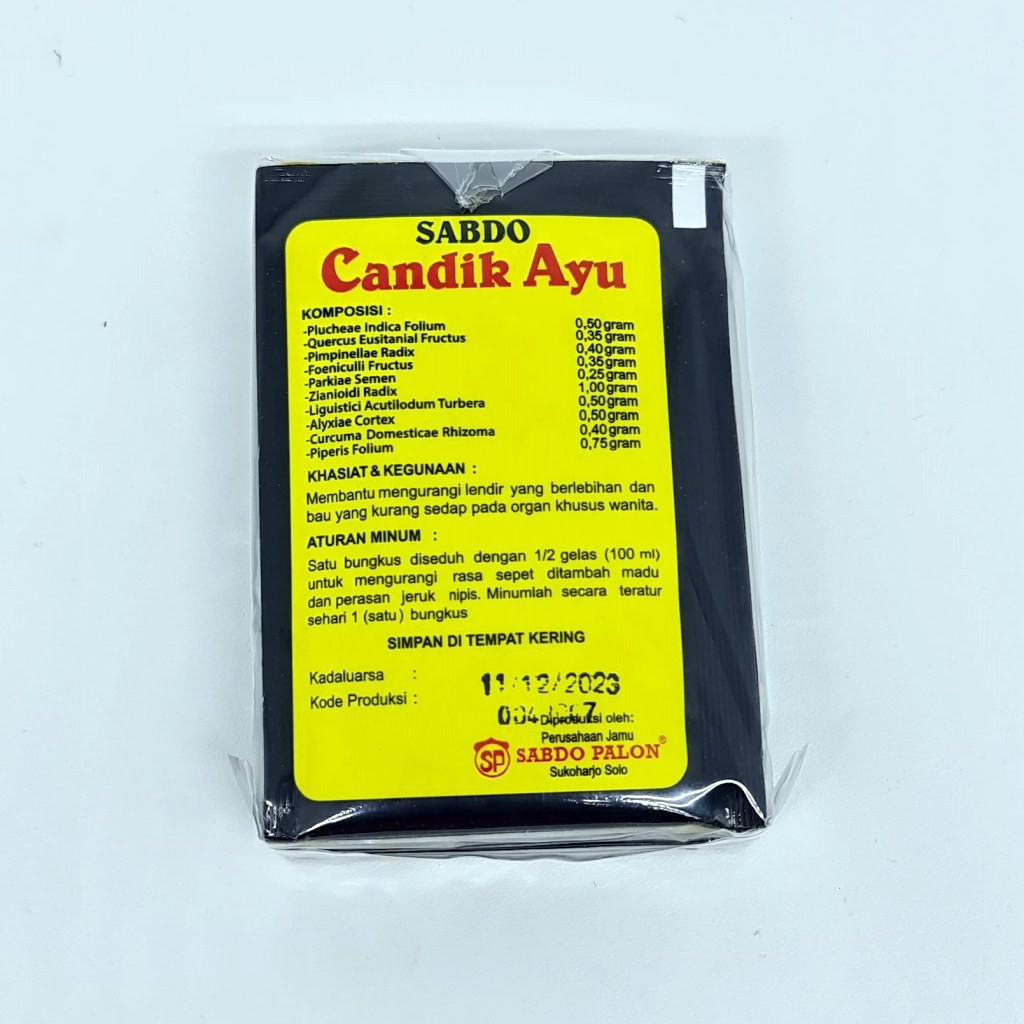 SABDO
Candik Ayu
KOMPOSISI :
-Plucheae Indica Folium 0,50 gram
-Quercus Eusitanial Fructus 0,35 gram
-Pimpinellae Radix 0,40 gram
-Foeniculli Fructus 0,35 gram
-Parkiae Semen 0,25 gram
-Zianioidi Radix 1,00 gram
-Liguistici Acutilodum Turbera 0,50 gram
-Alyxiae Cortex 0,50 gram
-Curcuma Domesticae Rhizoma 0,40 gram
-Piperis Folium 0,75 gram
KHASIAT & KEGUNAAN :
Membantu mengurangi lendir yang berlebihan dan
bau yang kurang sedap pada organ khusus wanita.
ATURAN MINUM :
Satu bungkus diseduh dengan 1/2 gelas (100 ml)
untuk mengurangi rasa sepet ditambah madu
dan perasan jeruk nipis. Minumlah secara teratur
sehari 1 (satu) bungkus
SIMPAN DI TEMPAT KERING
Kadaluarsa : 11/12/2023
Kode Produksi :
Diproduksi oleh:
Perusahaan Jamu
SP SABDO PALON®
Sukoharjo Solo